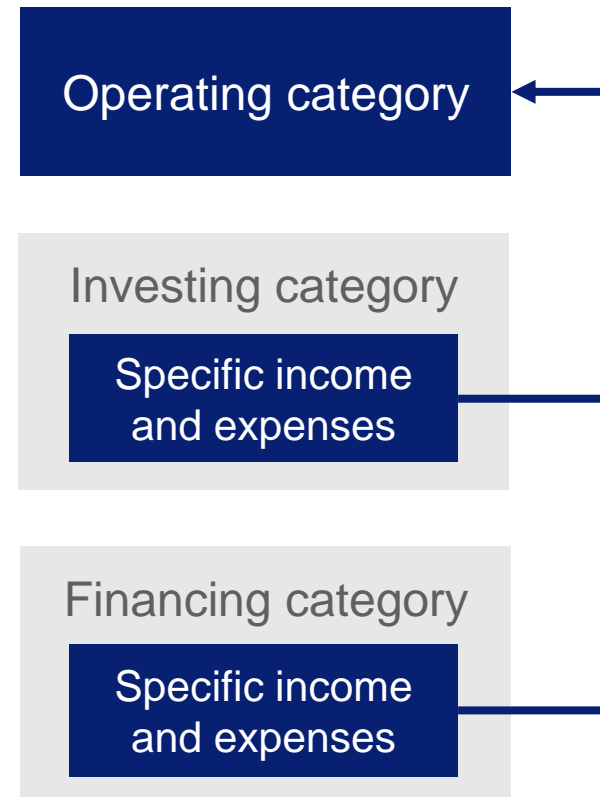 Operating category
Investing category
Specific income
and expenses
Financing category
Specific income
and expenses